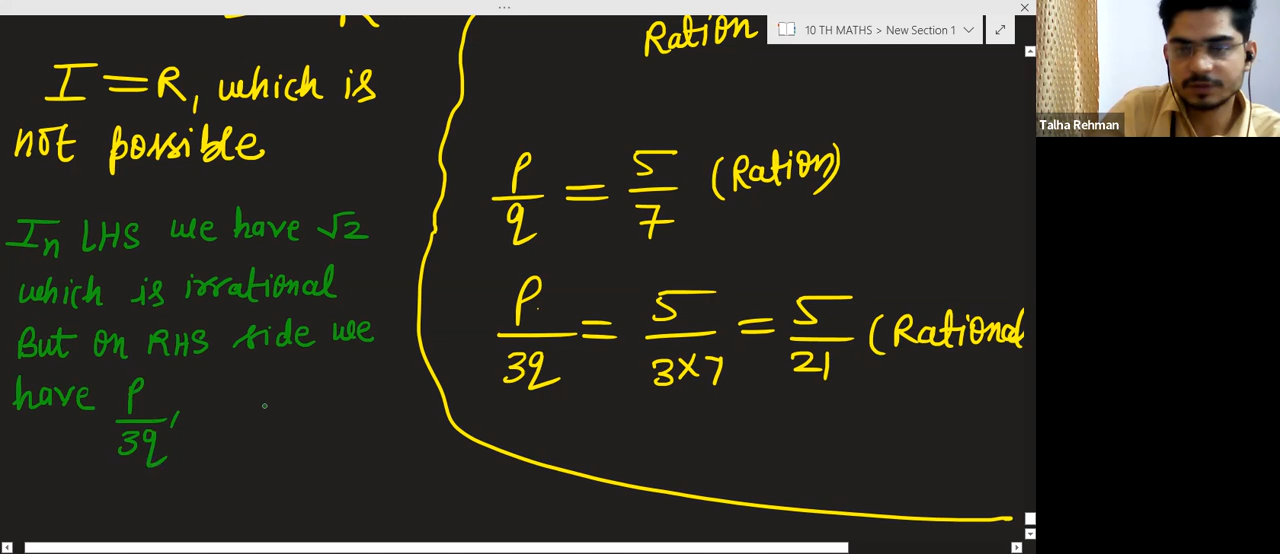 10 TH MATHS > New Section 1
Talha Rehman
I = R, which is
not possible
In LHS we have √2
which is irrational
But on RHS side we
have p/3q,
Ration
p/q = 5/7 (Ration)
p/3q = 5/3×7 = 5/21 (Rational